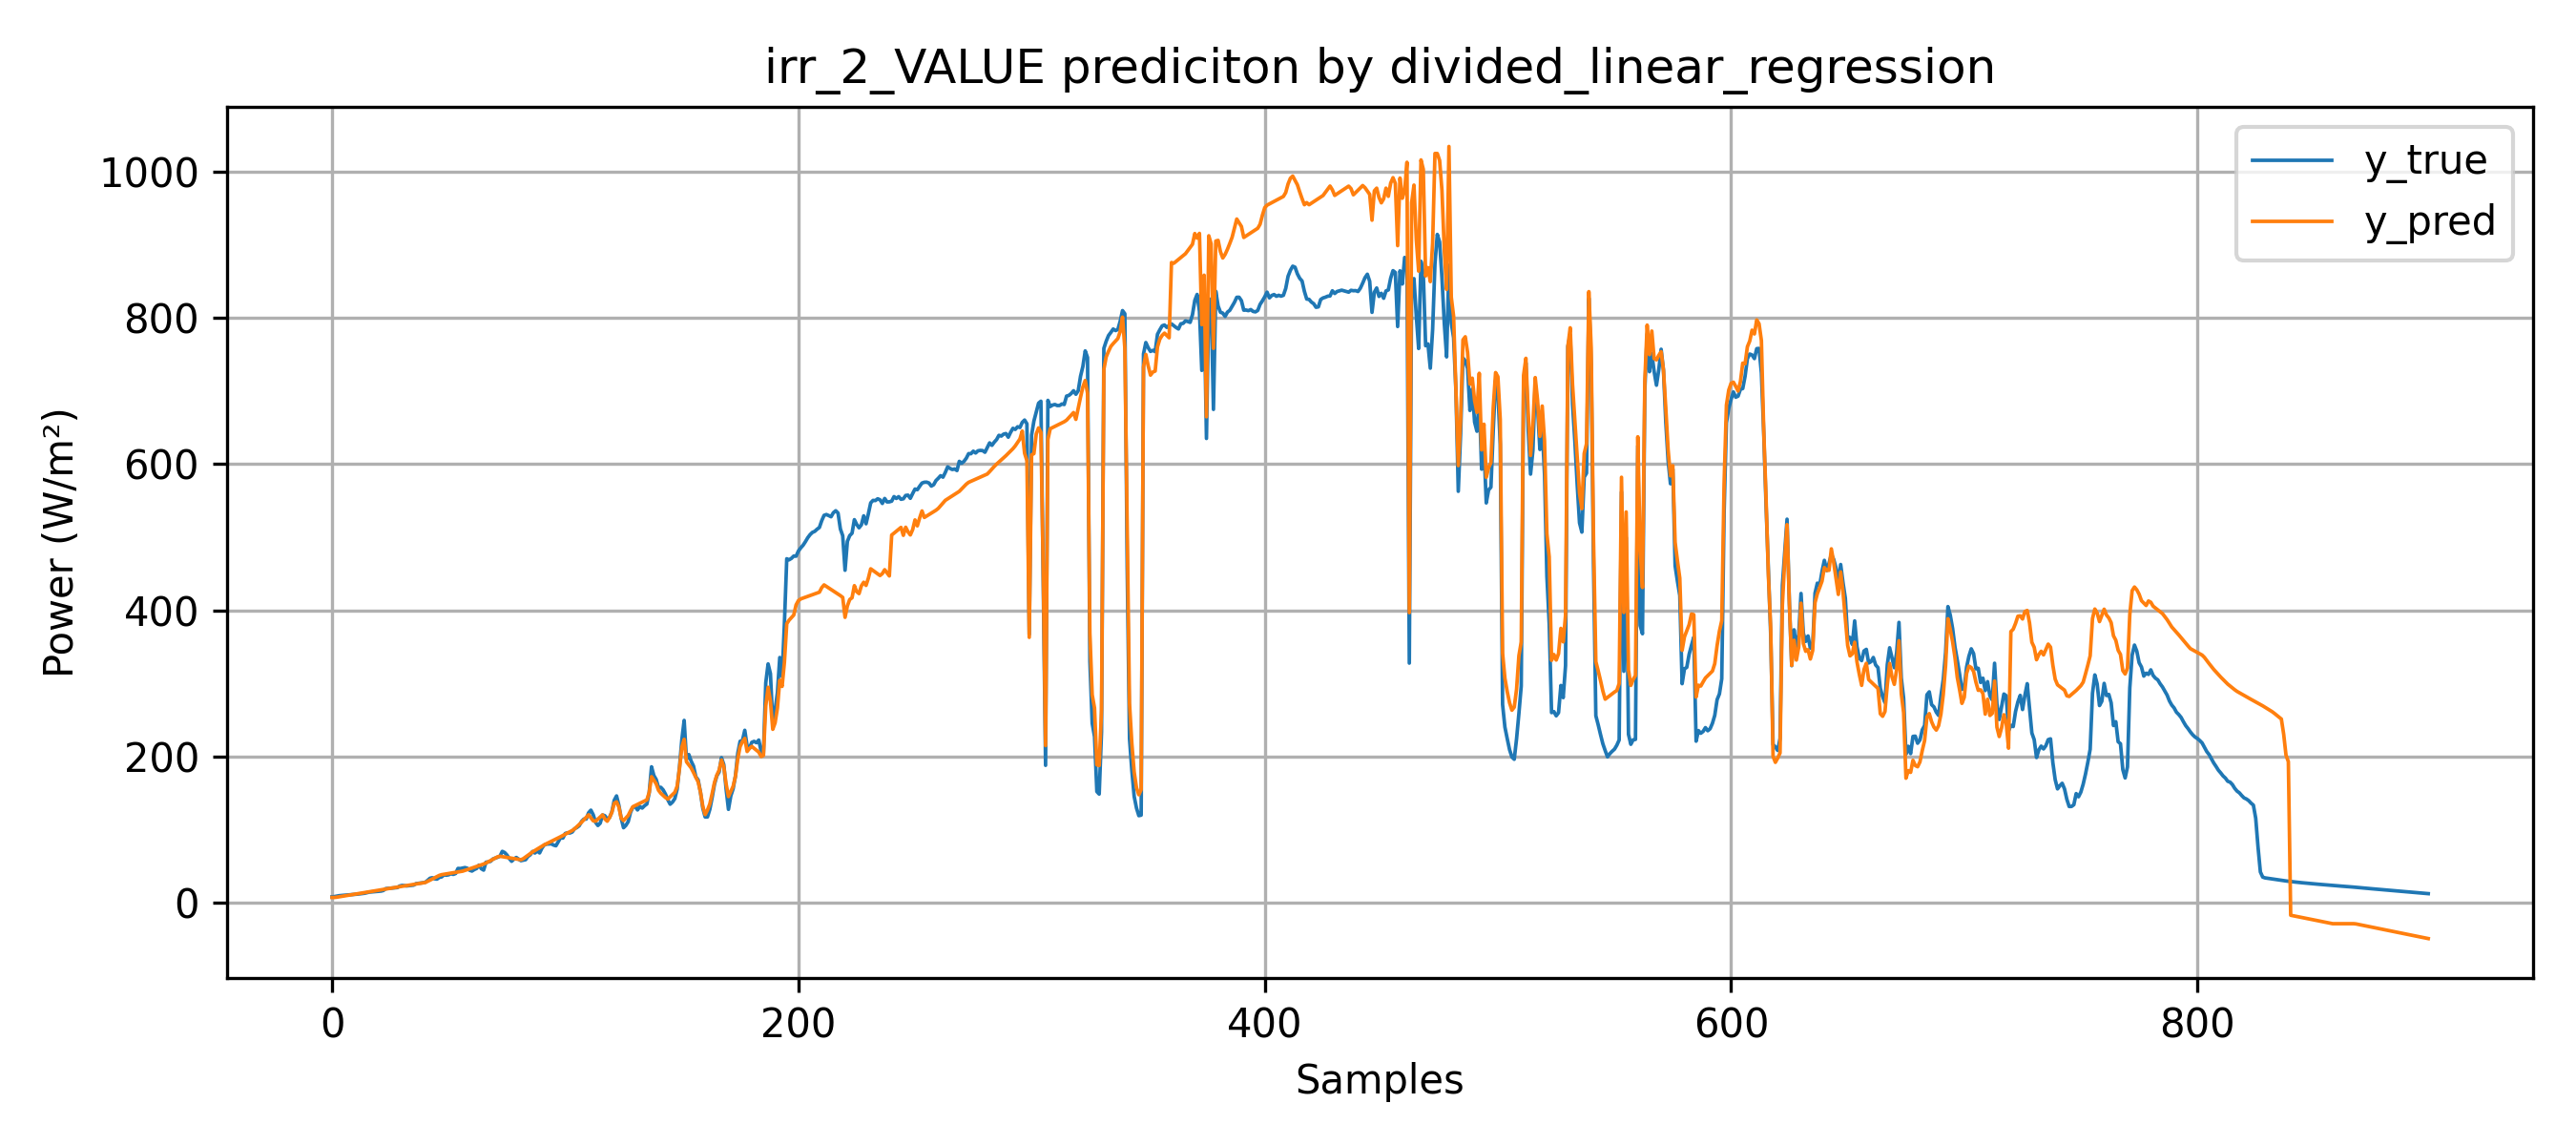 irr_2_VALUE prediciton by divided_linear_regression
y_true
y_pred
1000
800
600
400
200
0
Power (W/m²)
0 200 400 600 800
Samples